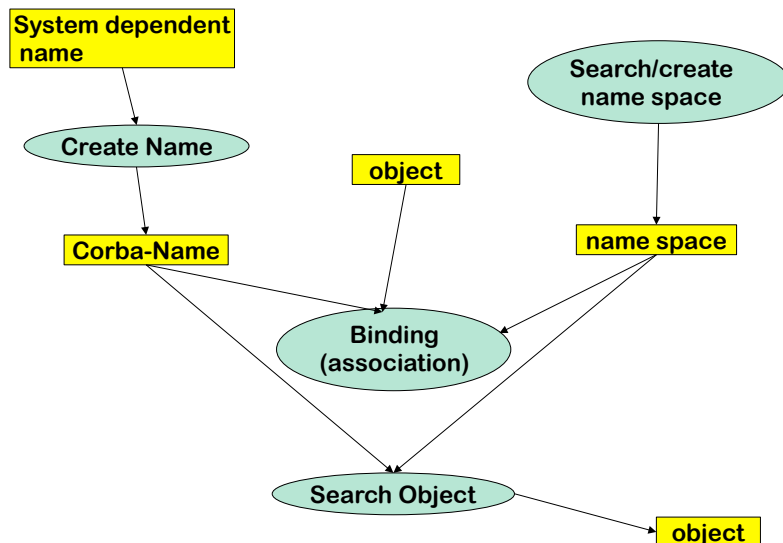 System dependent
name
Search/create
name space
Create Name
object
Corba-Name
name space
Binding
(association)
Search Object
object